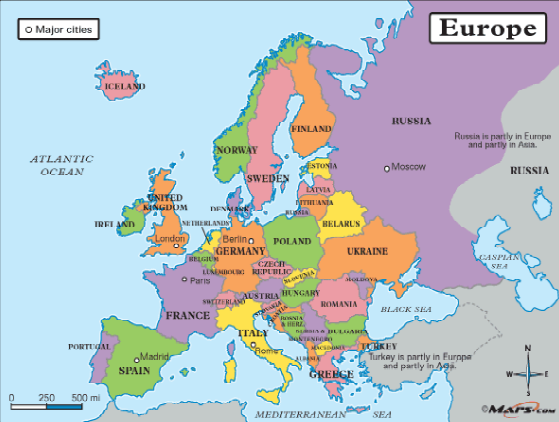 Major cities
Europe
ICELAND
RUSSIA
Russia is partly in Europe
and partly in Asia.
FINLAND
NORWAY
ATLANTIC
OCEAN
ESTONIA
Moscow
RUSSIA
SWEDEN
LATVIA
UNITED
KINGDOM
DENMARK
LITHUANIA
RUSSIA
IRELAND
NETHERLANDS
BELARUS
London
Berlin
POLAND
GERMANY
UKRAINE
BELGIUM
CASPIAN
SEA
LUXEMBOURG
CZECH
REPUBLIC
Paris
MOLDOVA
AUSTRIA
HUNGARY
SWITZERLAND
ROMANIA
FRANCE
BLACK SEA
BOSNIA
& HERZ.
ITALY
BULGARIA
MONTENEGRO
PORTUGAL
Rome
MACEDONIA
TURKEY
Madrid
ALBANIA
Turkey is partly in Europe
and partly in Asia.
SPAIN
GREECE
N
W
E
S
0 250 500 mi
MEDITERRANEAN SEA
©MAPS.COM